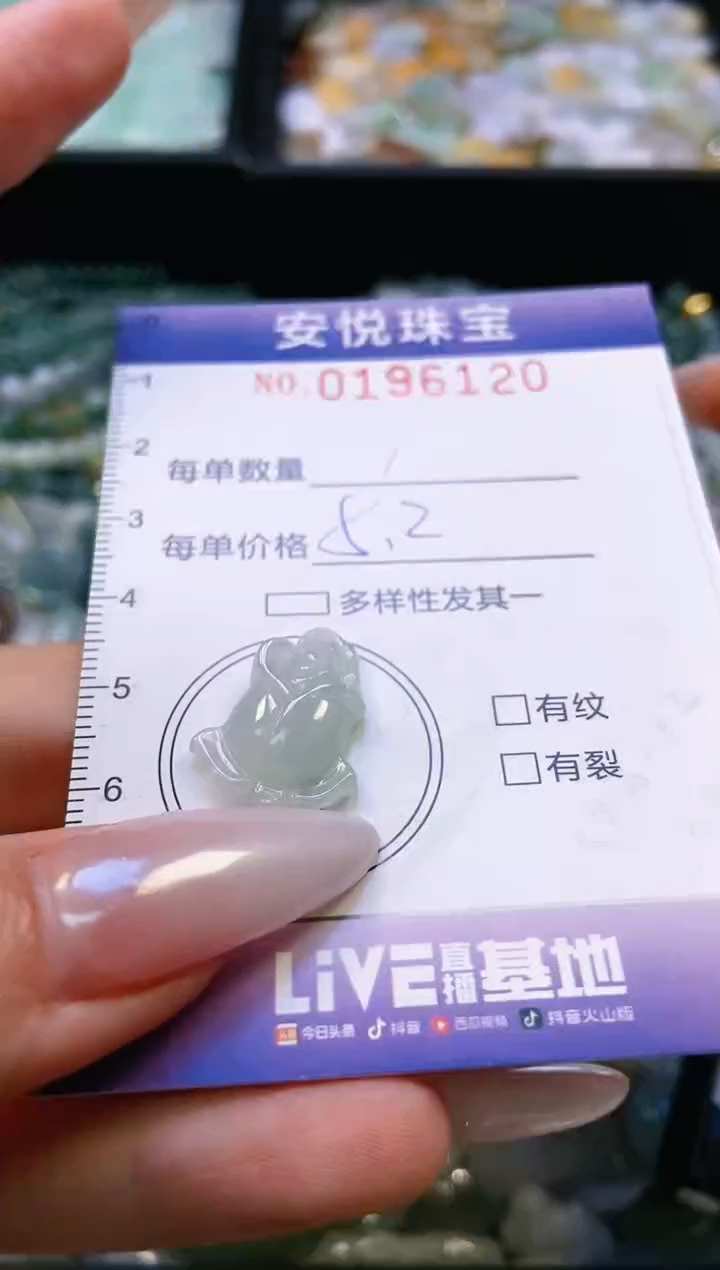 安悦珠宝
NO.0196120
1
2
3
4
5
6
每单数量 1
每单价格 5.2
多样性发其一
有纹
有裂
LiVE直播基地
今日头条 抖音 西瓜视频 抖音火山版